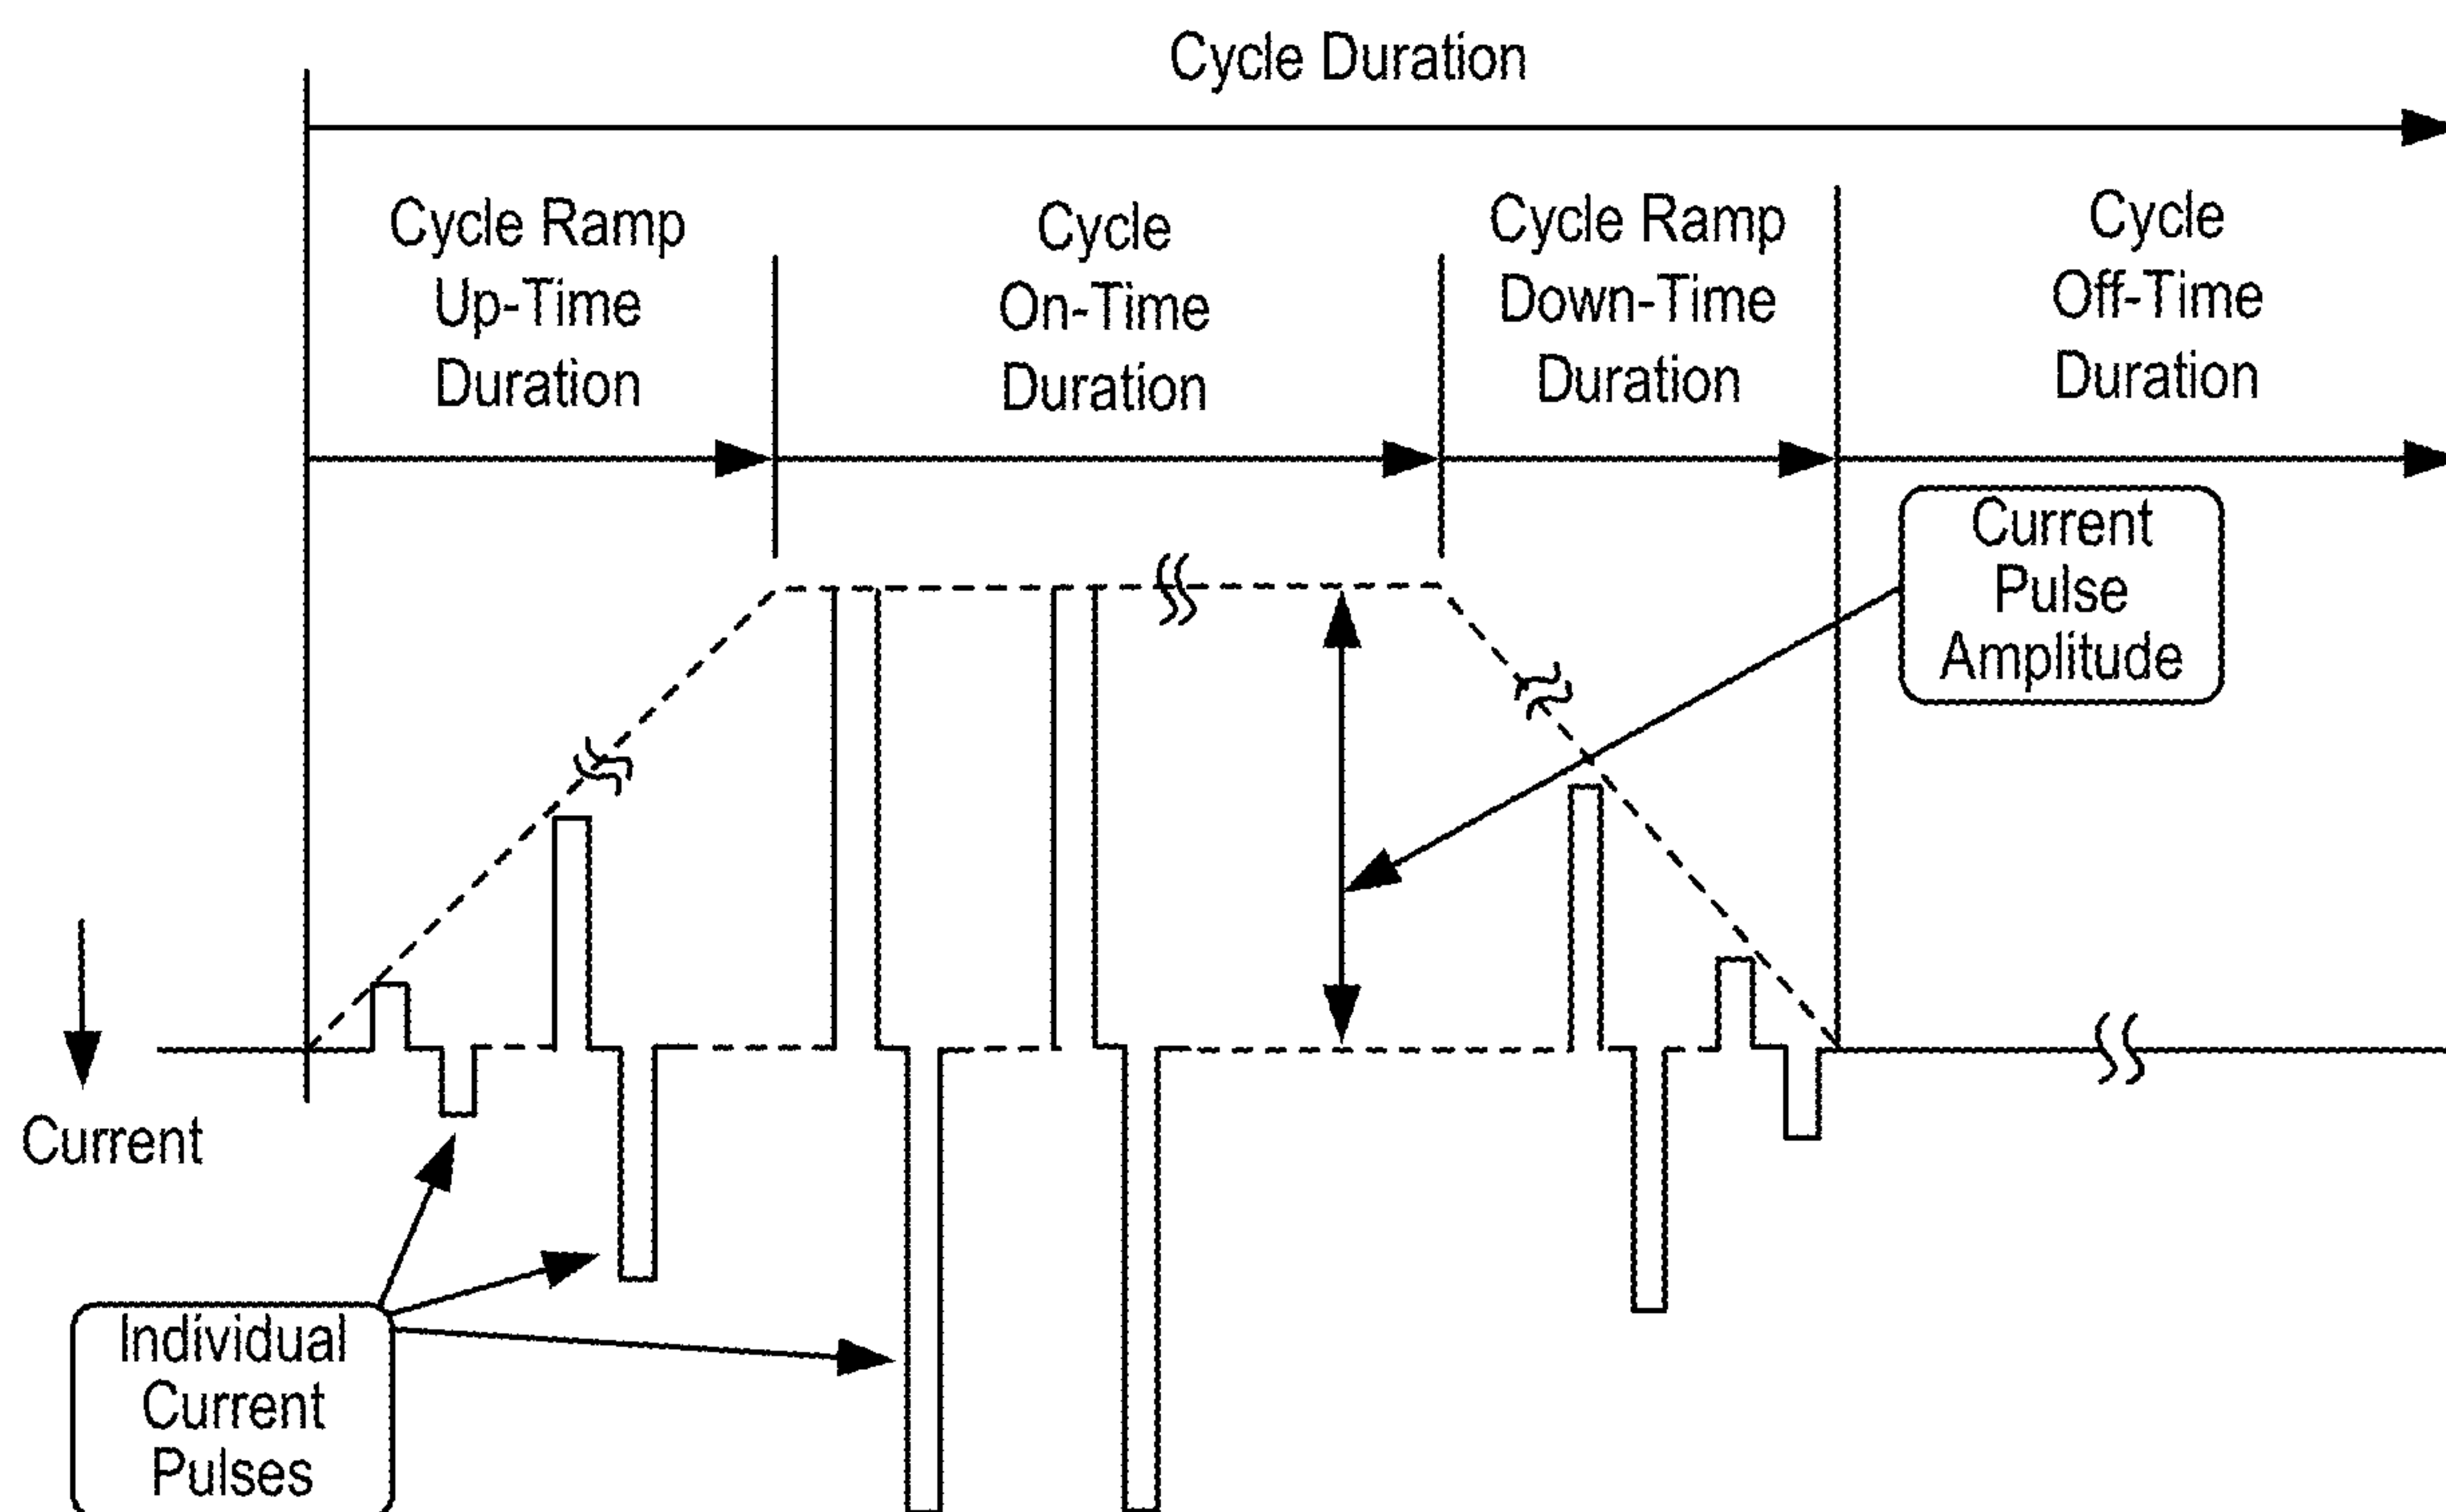 Cycle Duration
Cycle Ramp
Up-Time
Duration
Cycle
On-Time
Duration
Cycle Ramp
Down-Time
Duration
Cycle
Off-Time
Duration
Current
Pulse
Amplitude
Current
Individual
Current
Pulses